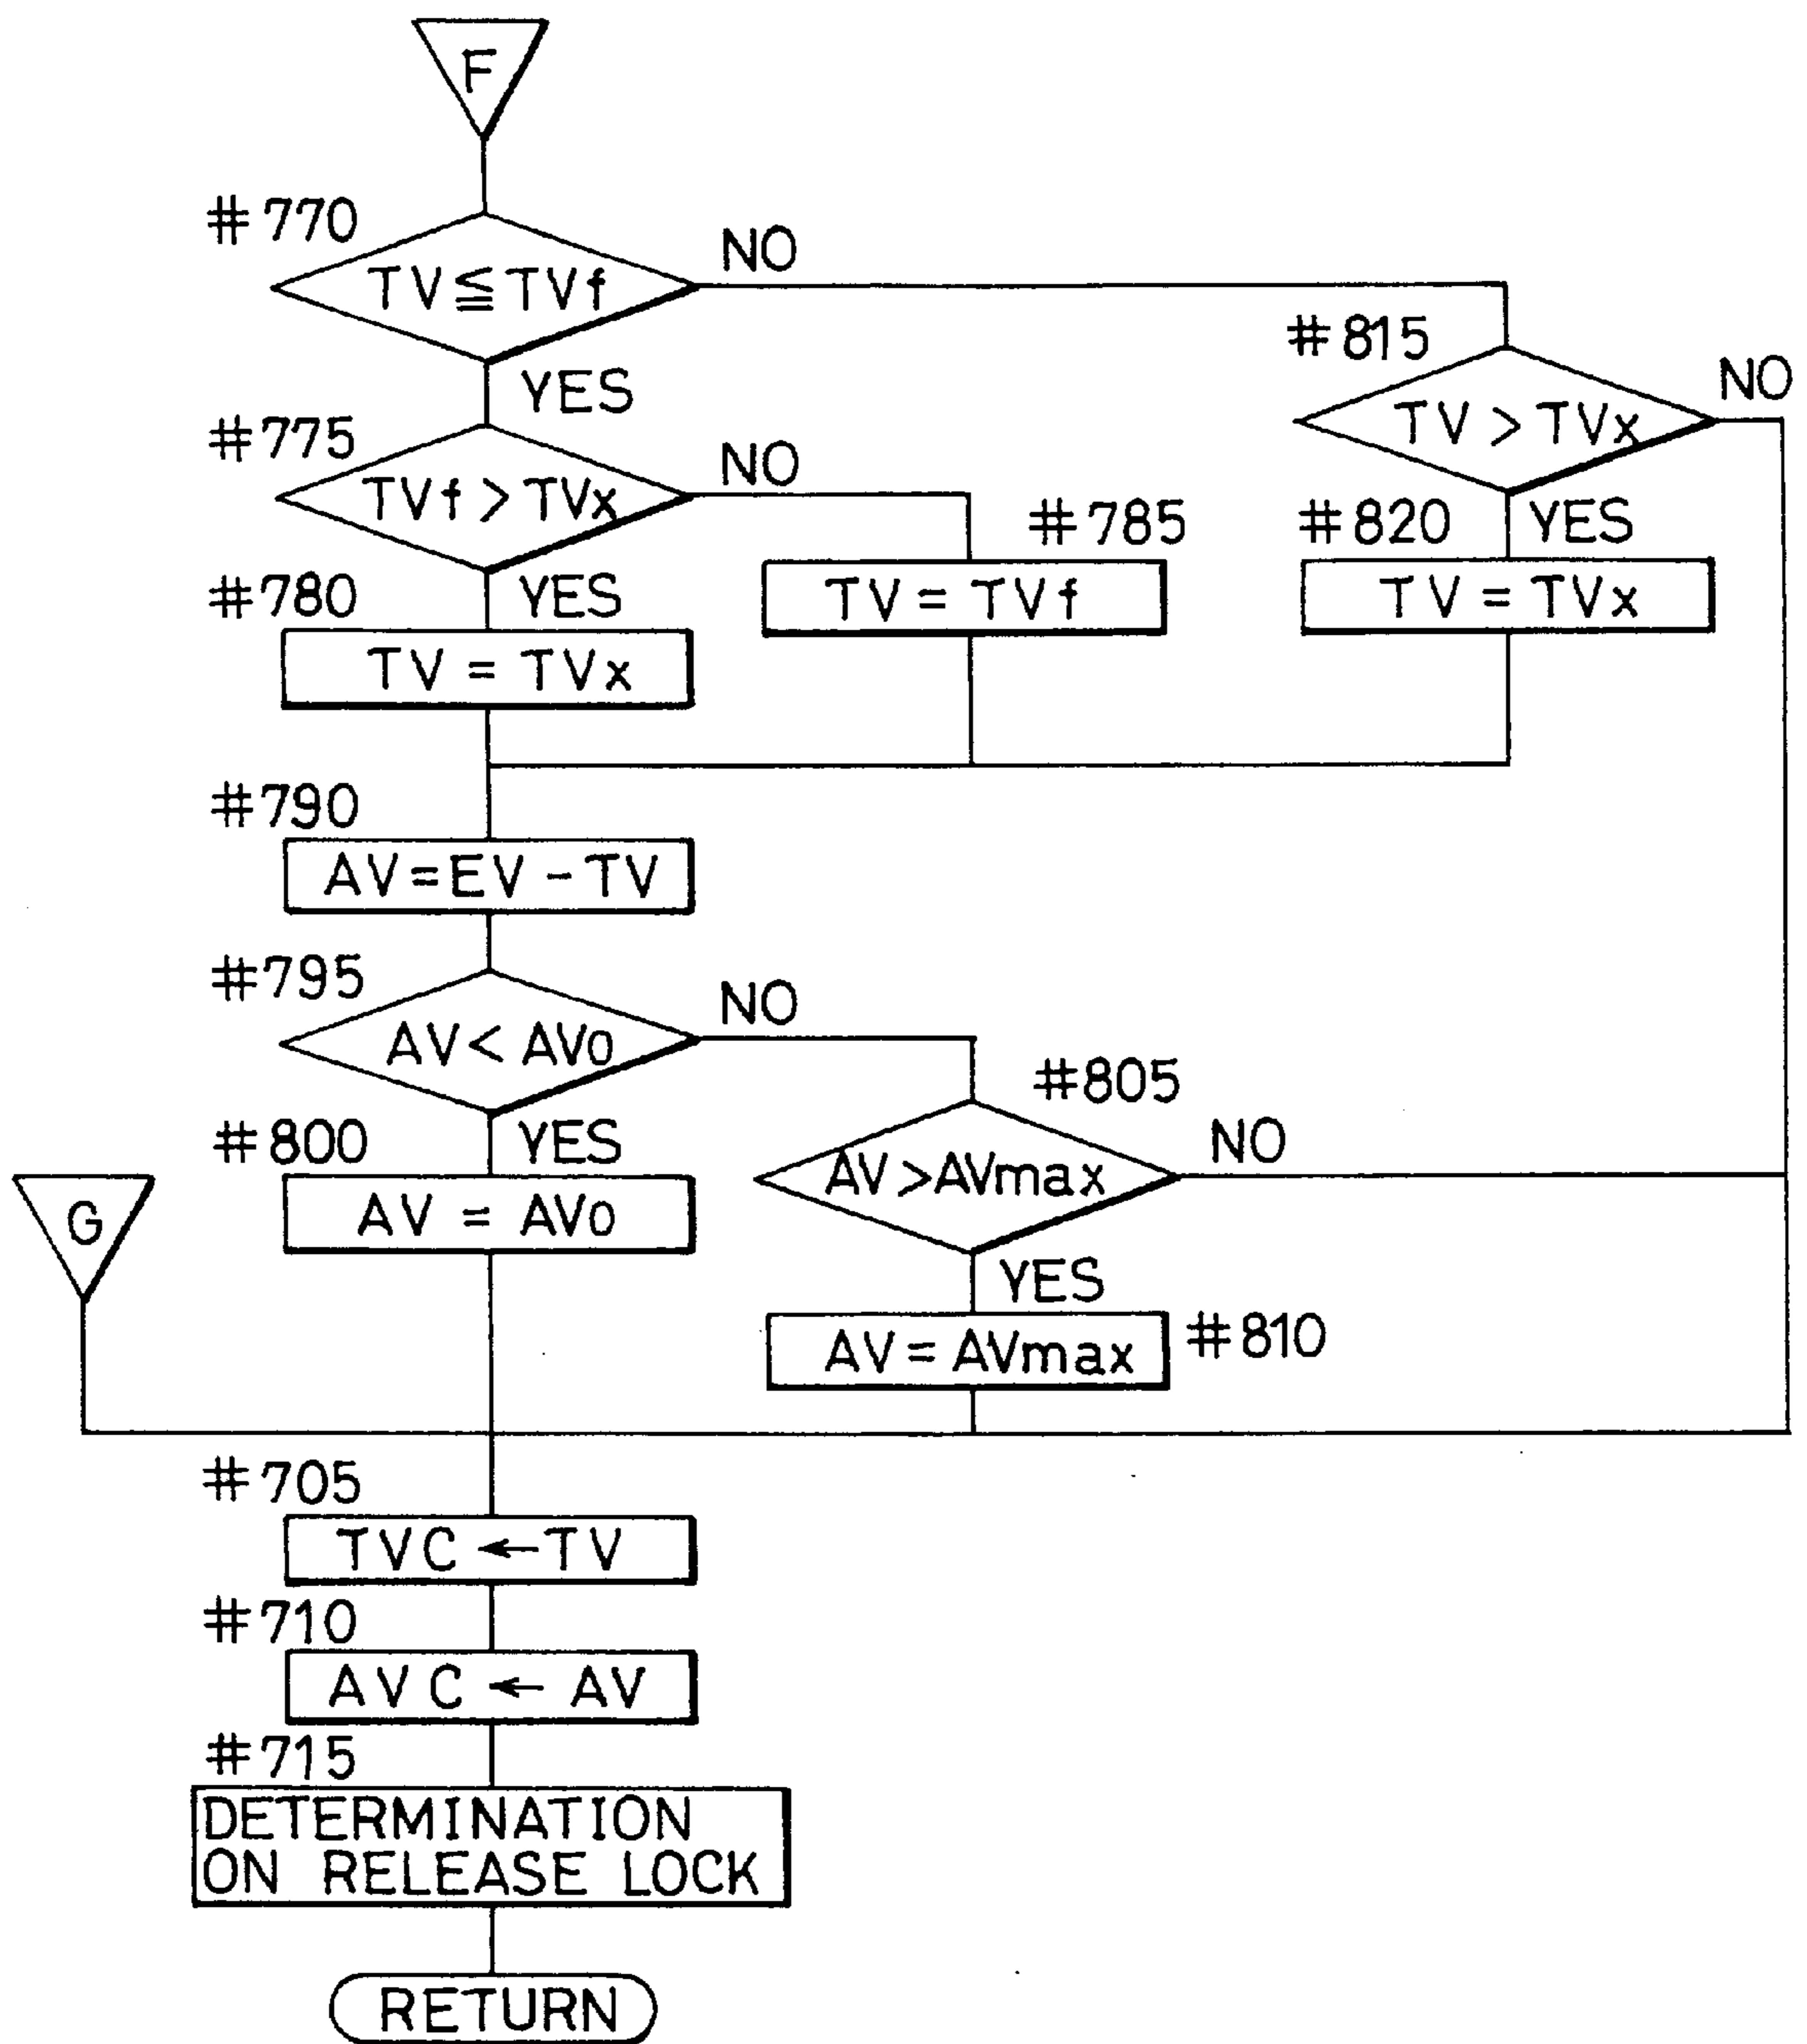 F
#770
TV≦TVf
NO
YES
#815
TV > TVx
NO
#775
TVf > TVx
NO
YES
#785
TV = TVf
#820
YES
TV = TVx
#780
TV = TVx
#790
AV=EV-TV
#795
AV < AVo
NO
YES
#805
AV>AVmax
NO
YES
#800
AV = AVo
G
AV = AVmax
#810
#705
TVC ← TV
#710
AVC ← AV
#715
DETERMINATION
ON RELEASE LOCK
RETURN